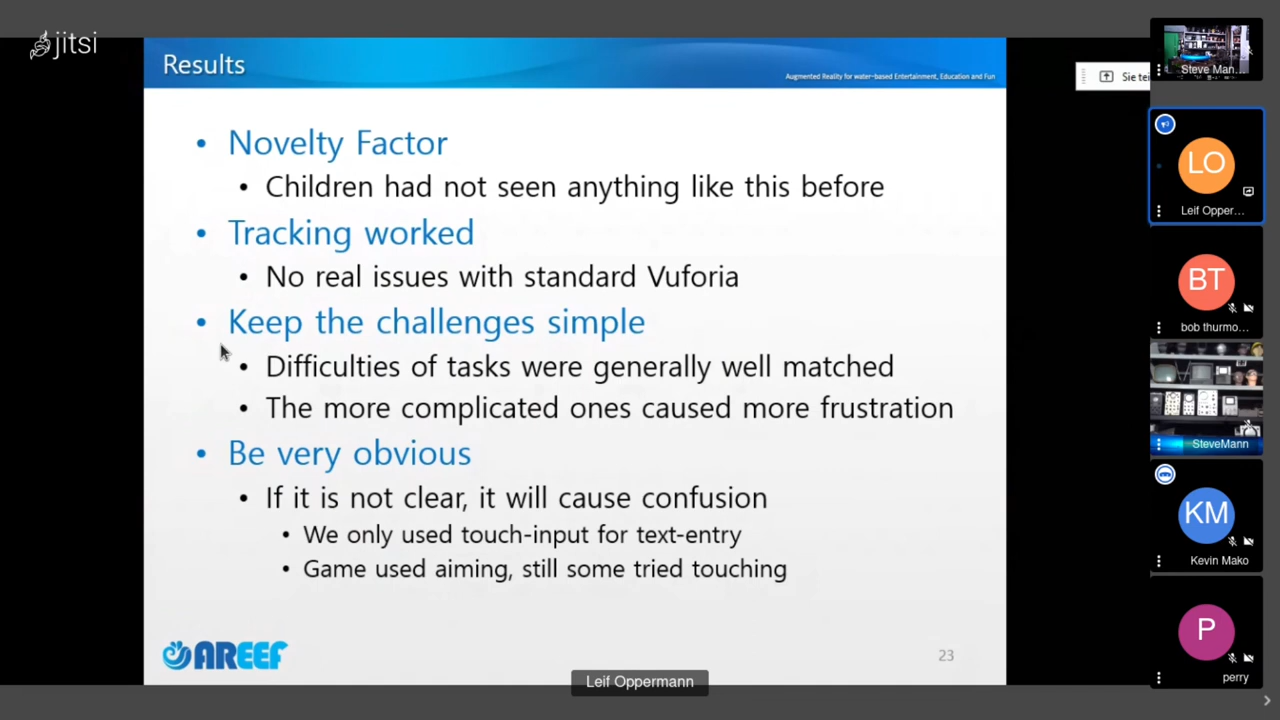 jitsi
Results
Augmented Reality for water-based Entertainment, Education and Fun
• Novelty Factor
• Children had not seen anything like this before
• Tracking worked
• No real issues with standard Vuforia
• Keep the challenges simple
• Difficulties of tasks were generally well matched
• The more complicated ones caused more frustration
• Be very obvious
• If it is not clear, it will cause confusion
• We only used touch-input for text-entry
• Game used aiming, still some tried touching
AREEF
23
Leif Oppermann
Sie tei
Steve Man...
LO
Leif Opper...
BT
bob thurmo...
SteveMann
KM
Kevin Mako
P
perry